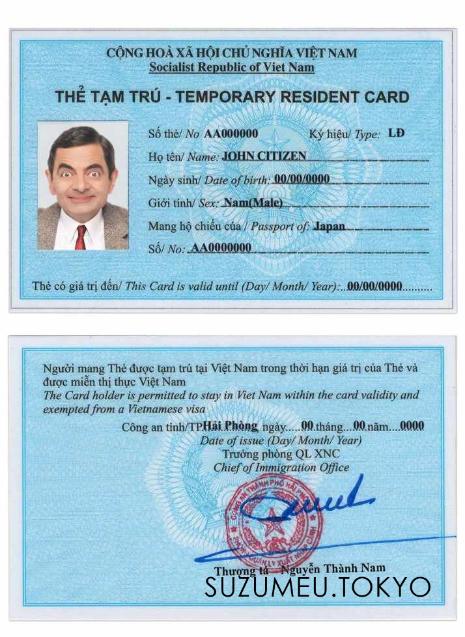 CỘNG HOÀ XÃ HỘI CHỦ NGHĨA VIỆT NAM
Socialist Republic of Viet Nam
THẺ TẠM TRÚ - TEMPORARY RESIDENT CARD
Số thẻ/ No AA000000 Ký hiệu/ Type: LĐ
Họ tên/ Name: JOHN CITIZEN
Ngày sinh/ Date of birth: 00/00/0000
Giới tính/ Sex: Nam(Male)
Mang hộ chiếu của / Passport of: Japan
Số/ No: AA0000000
Thẻ có giá trị đến/ This Card is valid until (Day/ Month/ Year):..00/00/0000..........
Người mang Thẻ được tạm trú tại Việt Nam trong thời hạn giá trị của Thẻ và
được miễn thị thực Việt Nam
The Card holder is permitted to stay in Viet Nam within the card validity and
exempted from a Vietnamese visa
Công an tỉnh/TP Hải Phòng ngày.....00.tháng...00.năm....0000
Date of issue (Day/ Month/ Year)
Trưởng phòng QL XNC
Chief of Immigration Office
Thượng tá Nguyễn Thành Nam
SUZUMEU.TOKYO